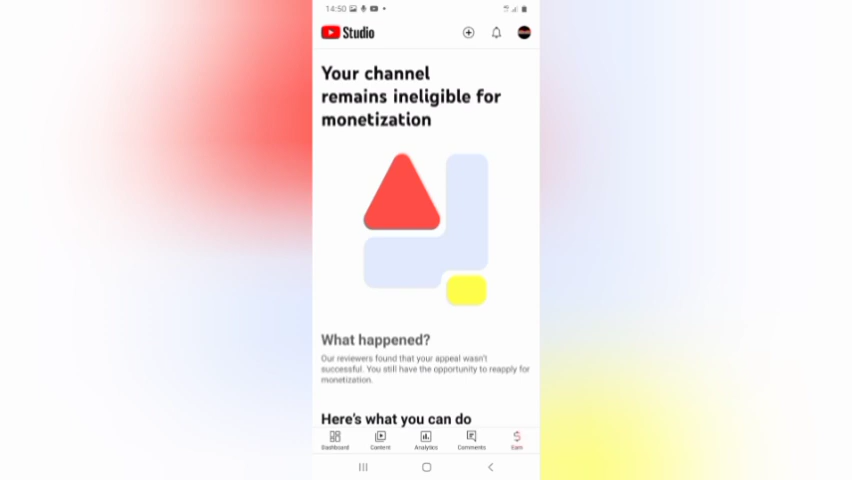 14:50
Studio
Your channel
remains ineligible for
monetization
What happened?
Our reviewers found that your appeal wasn't
successful. You still have the opportunity to reapply for
monetization.
Here's what you can do
Dashboard Content Analytics Comments Earn